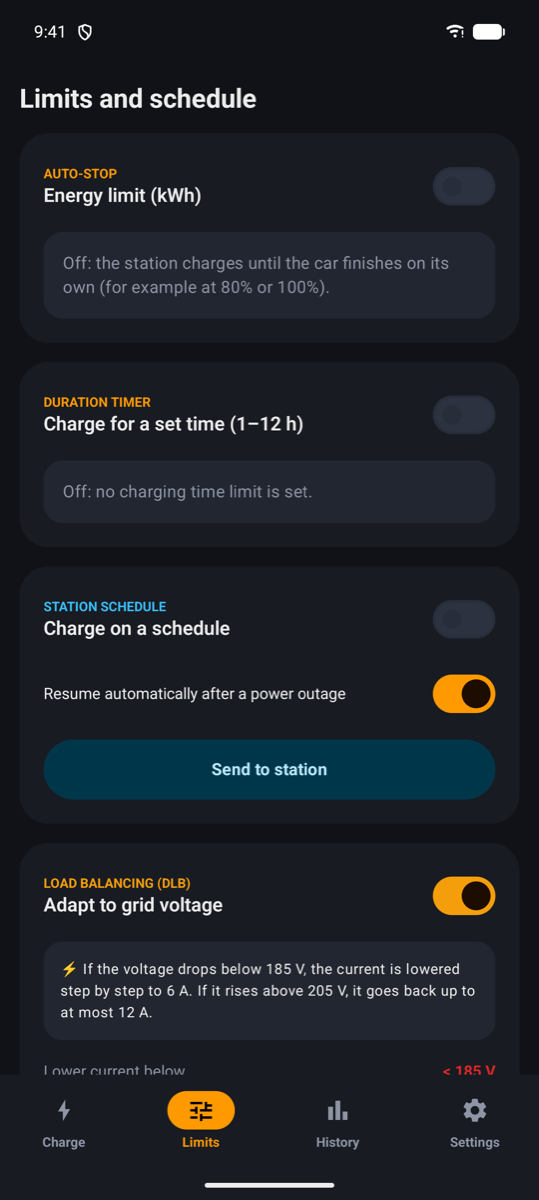 9:41
Limits and schedule
AUTO-STOP
Energy limit (kWh)
Off: the station charges until the car finishes on its
own (for example at 80% or 100%).
DURATION TIMER
Charge for a set time (1–12 h)
Off: no charging time limit is set.
STATION SCHEDULE
Charge on a schedule
Resume automatically after a power outage
Send to station
LOAD BALANCING (DLB)
Adapt to grid voltage
⚡ If the voltage drops below 185 V, the current is lowered
step by step to 6 A. If it rises above 205 V, it goes back up to
at most 12 A.
Lower current below
< 185 V
Charge
Limits
History
Settings